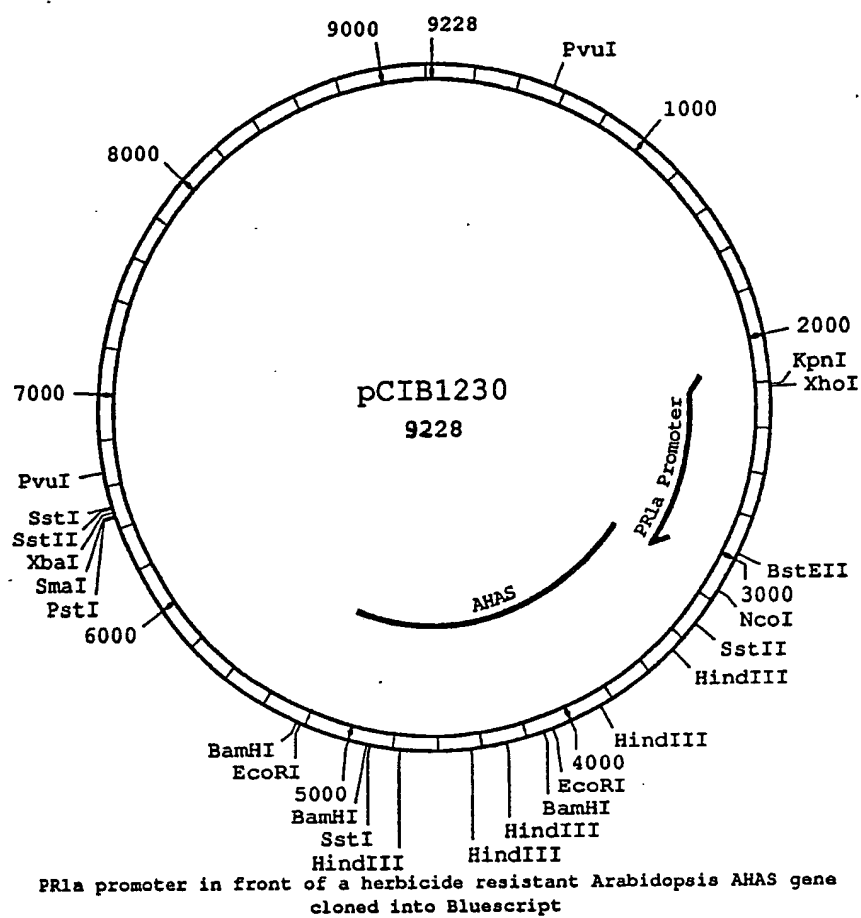 9000
9228
PvuI
1000
8000
2000
KpnI
XhoI
7000
pCIB1230
9228
PR1a Promoter
PvuI
SstI
SstII
XbaI
SmaI
PstI
AHAS
BstEII
3000
NcoI
SstII
HindIII
6000
HindIII
BamHI
EcoRI
5000
4000
EcoRI
BamHI
BamHI
SstI
HindIII
HindIII
HindIII
PR1a promoter in front of a herbicide resistant Arabidopsis AHAS gene
cloned into Bluescript